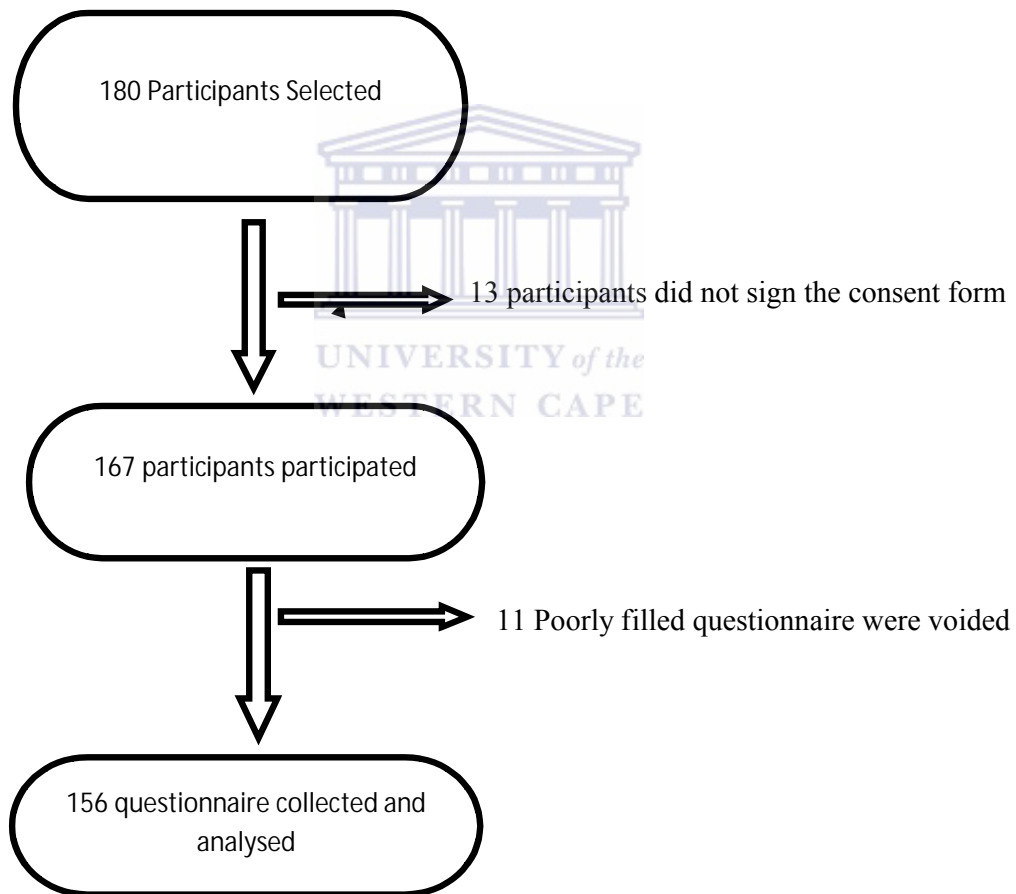 180 Participants Selected
13 participants did not sign the consent form
UNIVERSITY of the
WESTERN CAPE
167 participants participated
11 Poorly filled questionnaire were voided
156 questionnaire collected and
analysed